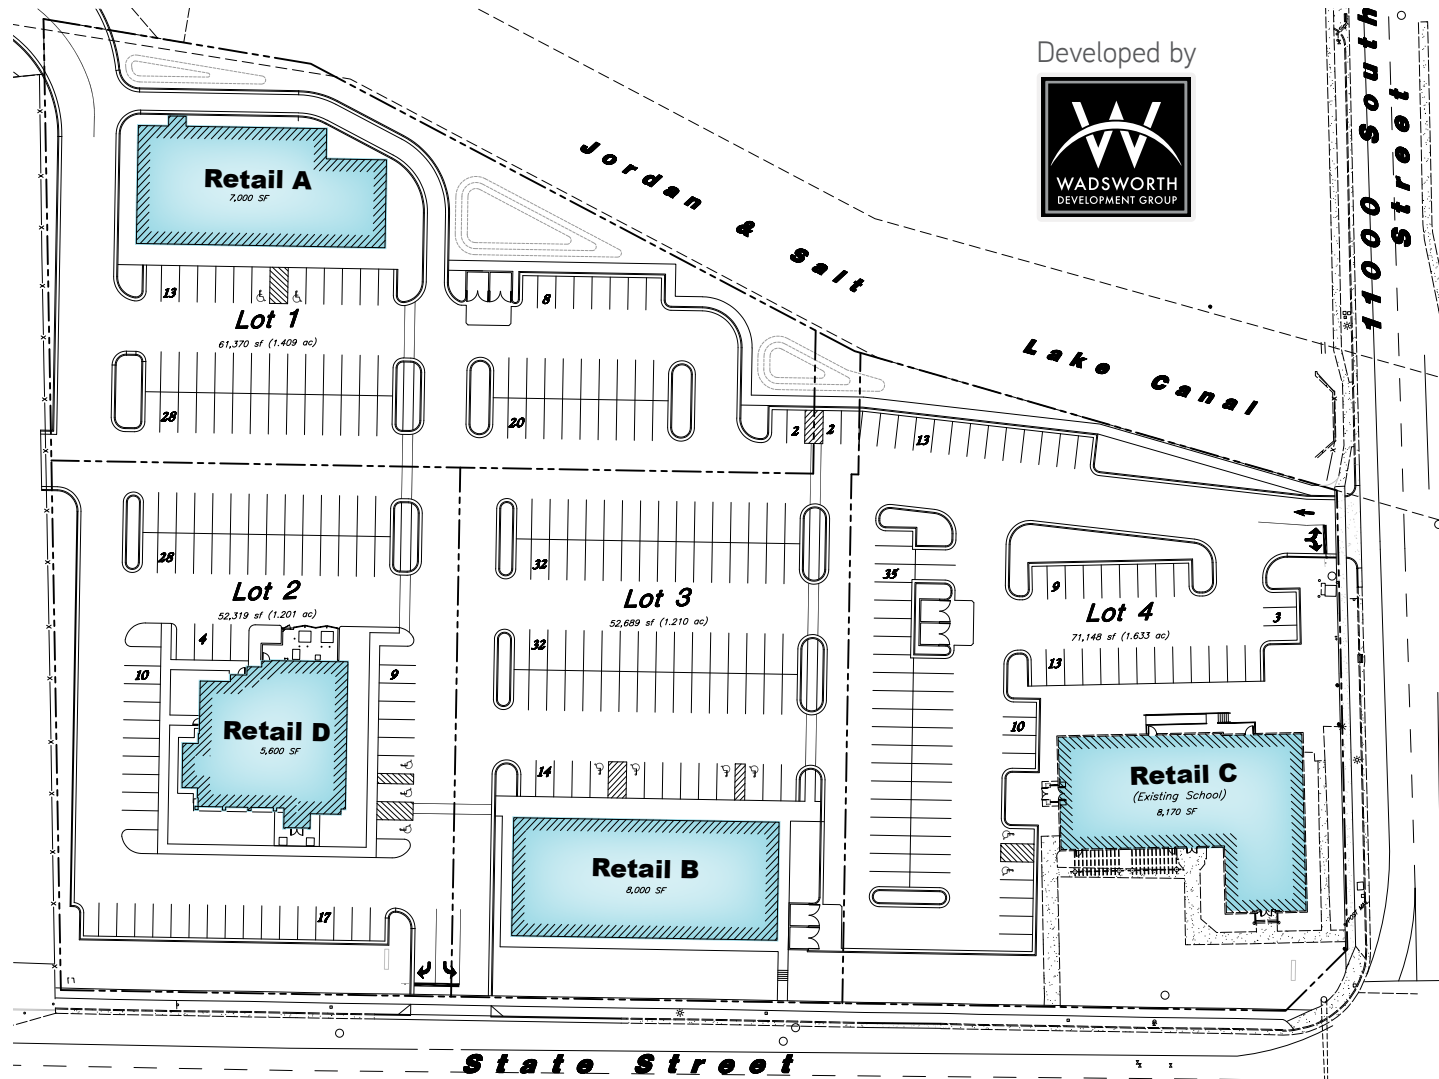 Developed by
WADSWORTH
DEVELOPMENT GROUP
11000 South
Street
Jordan & Salt
Lake Canal
Retail A
7,000 SF
13
8
Lot 1
61,370 sf (1.409 ac)
28
20
2
2
13
28
32
35
9
Lot 2
52,319 sf (1.201 ac)
Lot 3
52,689 sf (1.210 ac)
Lot 4
71,148 sf (1.633 ac)
3
4
32
13
10
9
Retail D
5,600 SF
10
14
Retail C
(Existing School)
8,170 SF
Retail B
8,000 SF
17
State Street